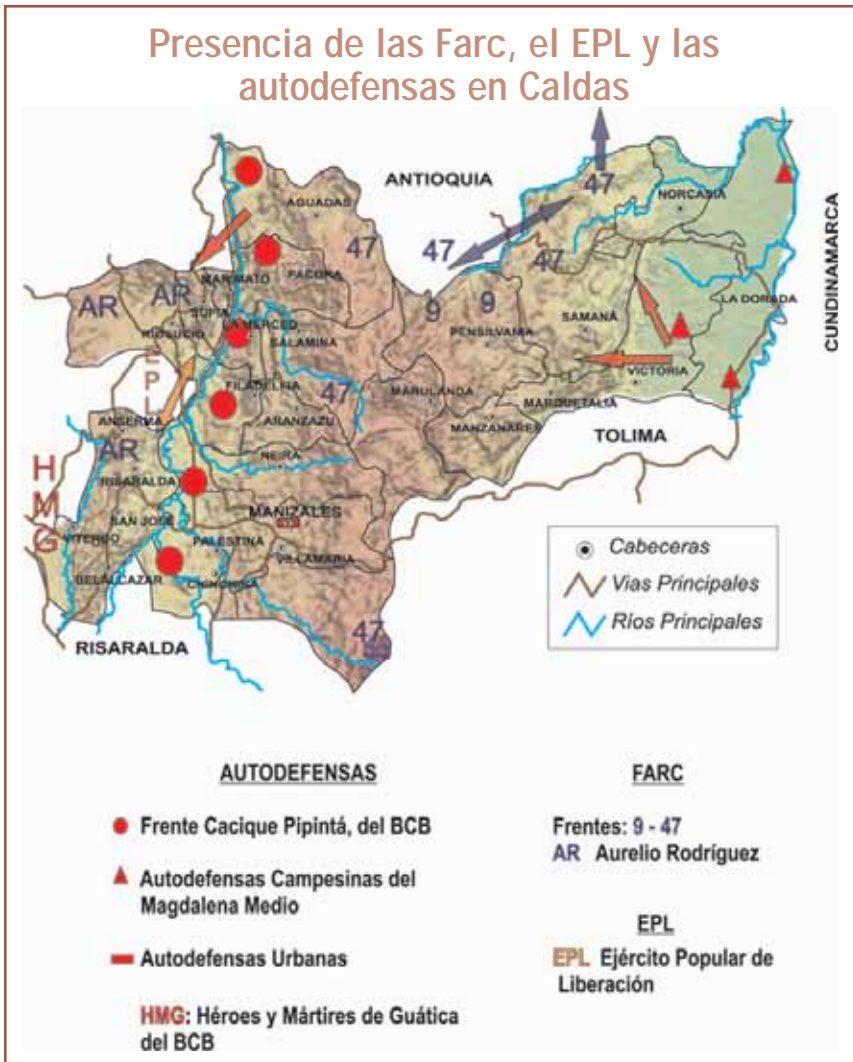 Presencia de las Farc, el EPL y las
autodefensas en Caldas
ANTIOQUIA
CUNDINAMARCA
47
NORCASIA
AGUADAS
47
47
47
MARMATO
PACORA
LA DORADA
AR
AR
SUPIA
RIOSUCIO
LA MERCED
SALAMINA
9
9
PENSILVANIA
SAMANÁ
EPL
VICTORIA
FILADELFIA
47
MARULANDA
MARQUETALIA
ANSERMA
ARANZAZU
MANZANARES
TOLIMA
AR
NEIRA
HMG
RISARALDA
MANIZALES
SAN JOSÉ
VITERBO
PALESTINA
VILLAMARIA
BELALCAZAR
CHINCHINA
47
RISARALDA
Cabeceras
Vias Principales
Ríos Principales
AUTODEFENSAS
Frente Cacique Pipintá, del BCB
Autodefensas Campesinas del
Magdalena Medio
Autodefensas Urbanas
HMG: Héroes y Mártires de Guática
del BCB
FARC
Frentes: 9 - 47
AR Aurelio Rodríguez
EPL
EPL Ejército Popular de
Liberación